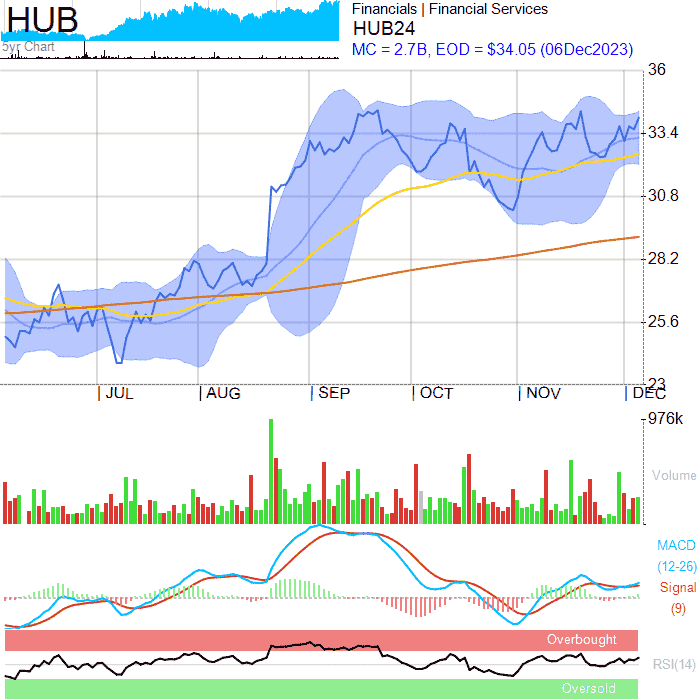 HUB
Financials | Financial Services
HUB24
MC = 2.7B, EOD = $34.05 (06Dec2023)
5yr Chart
36
33.4
30.8
28.2
25.6
23
JUL
AUG
SEP
OCT
NOV
DEC
976k
Volume
MACD
(12-26)
Signal
(9)
Overbought
RSI(14)
Oversold